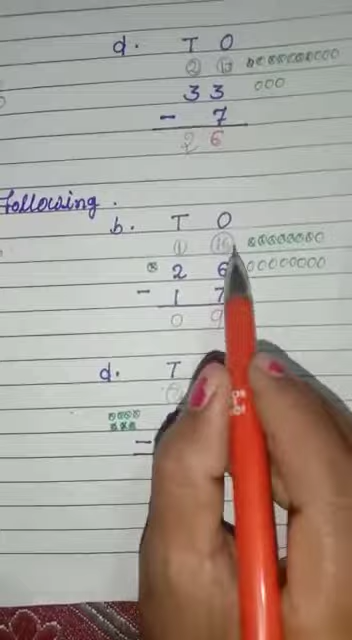 d. T O
2 13
3 3
- 7
2 6
following.
b. T O
1 16
2 6
- 1 7
0 9
d. T
-